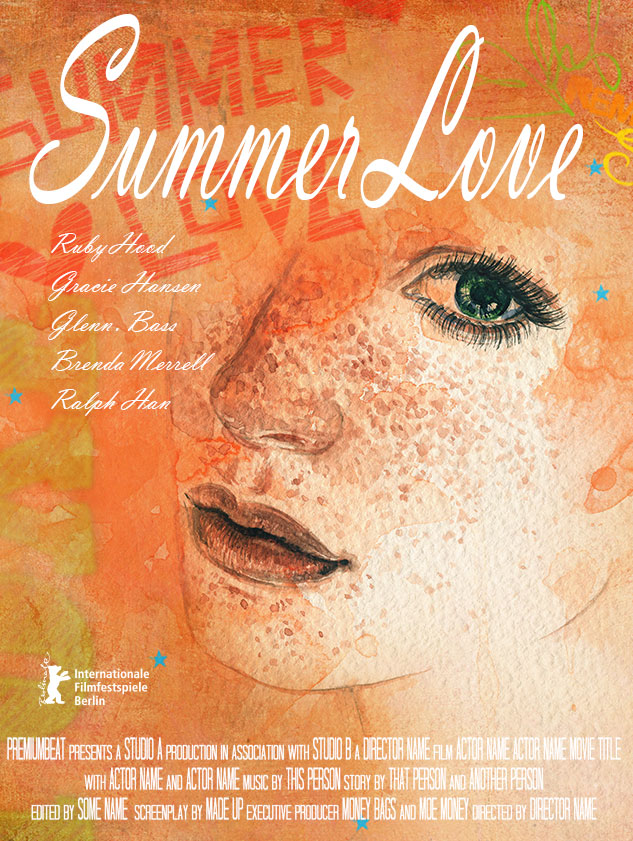 SUMMER
LOVE
Summer Love
Ruby Hood
Gracie Hansen
Glenn. Bass
Brenda Merrell
Ralph Han
Internationale
Filmfestspiele
Berlin
PREMIUMBEAT PRESENTS A STUDIO A PRODUCTION IN ASSOCIATION WITH STUDIO B A DIRECTOR NAME FILM ACTOR NAME ACTOR NAME MOVIE TITLE
WITH ACTOR NAME AND ACTOR NAME MUSIC BY THIS PERSON STORY BY THAT PERSON AND ANOTHER PERSON
EDITED BY SOME NAME SCREENPLAY BY MADE UP EXECUTIVE PRODUCER MONEY BAGS AND MOE MONEY DIRECTED BY DIRECTOR NAME